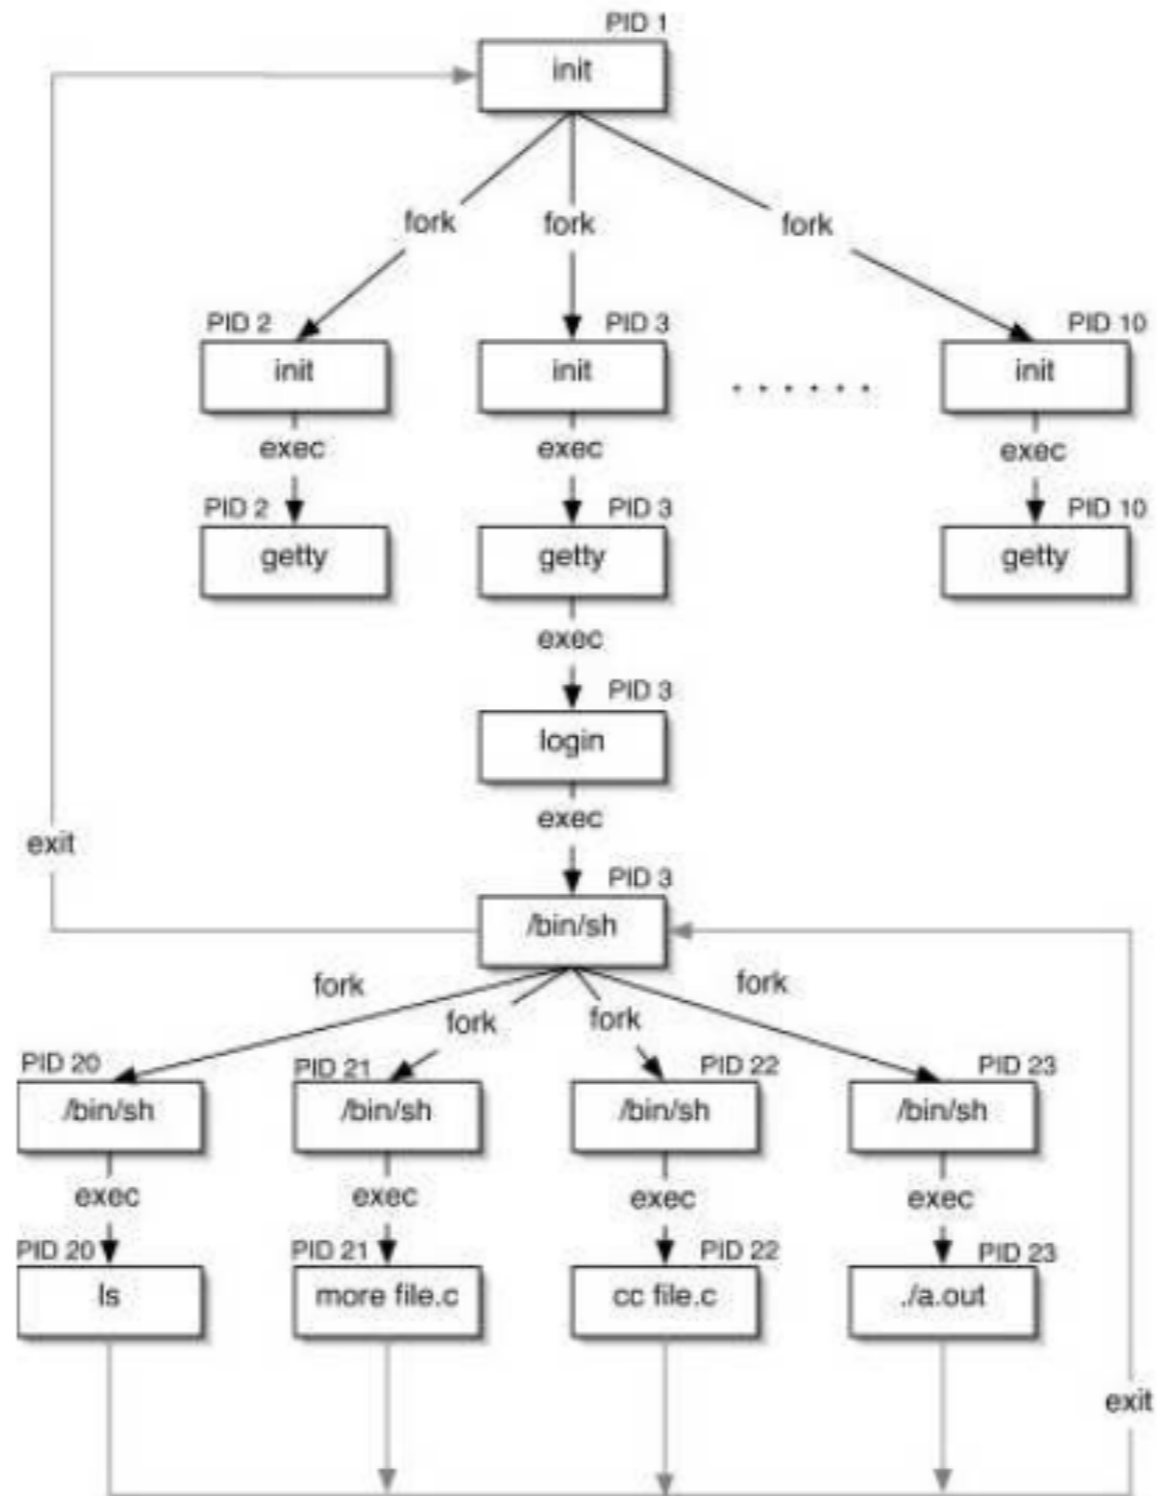 PID 1
init
fork fork fork
PID 2 PID 3 PID 10
init init init
exec exec exec
PID 2 PID 3 PID 10
getty getty getty
exec
PID 3
login
exec
exit
PID 3
/bin/sh
fork fork
fork fork
PID 20 PID 21 PID 22 PID 23
/bin/sh /bin/sh /bin/sh /bin/sh
exec exec exec exec
PID 20 PID 21 PID 22 PID 23
ls more file.c cc file.c ./a.out
exit